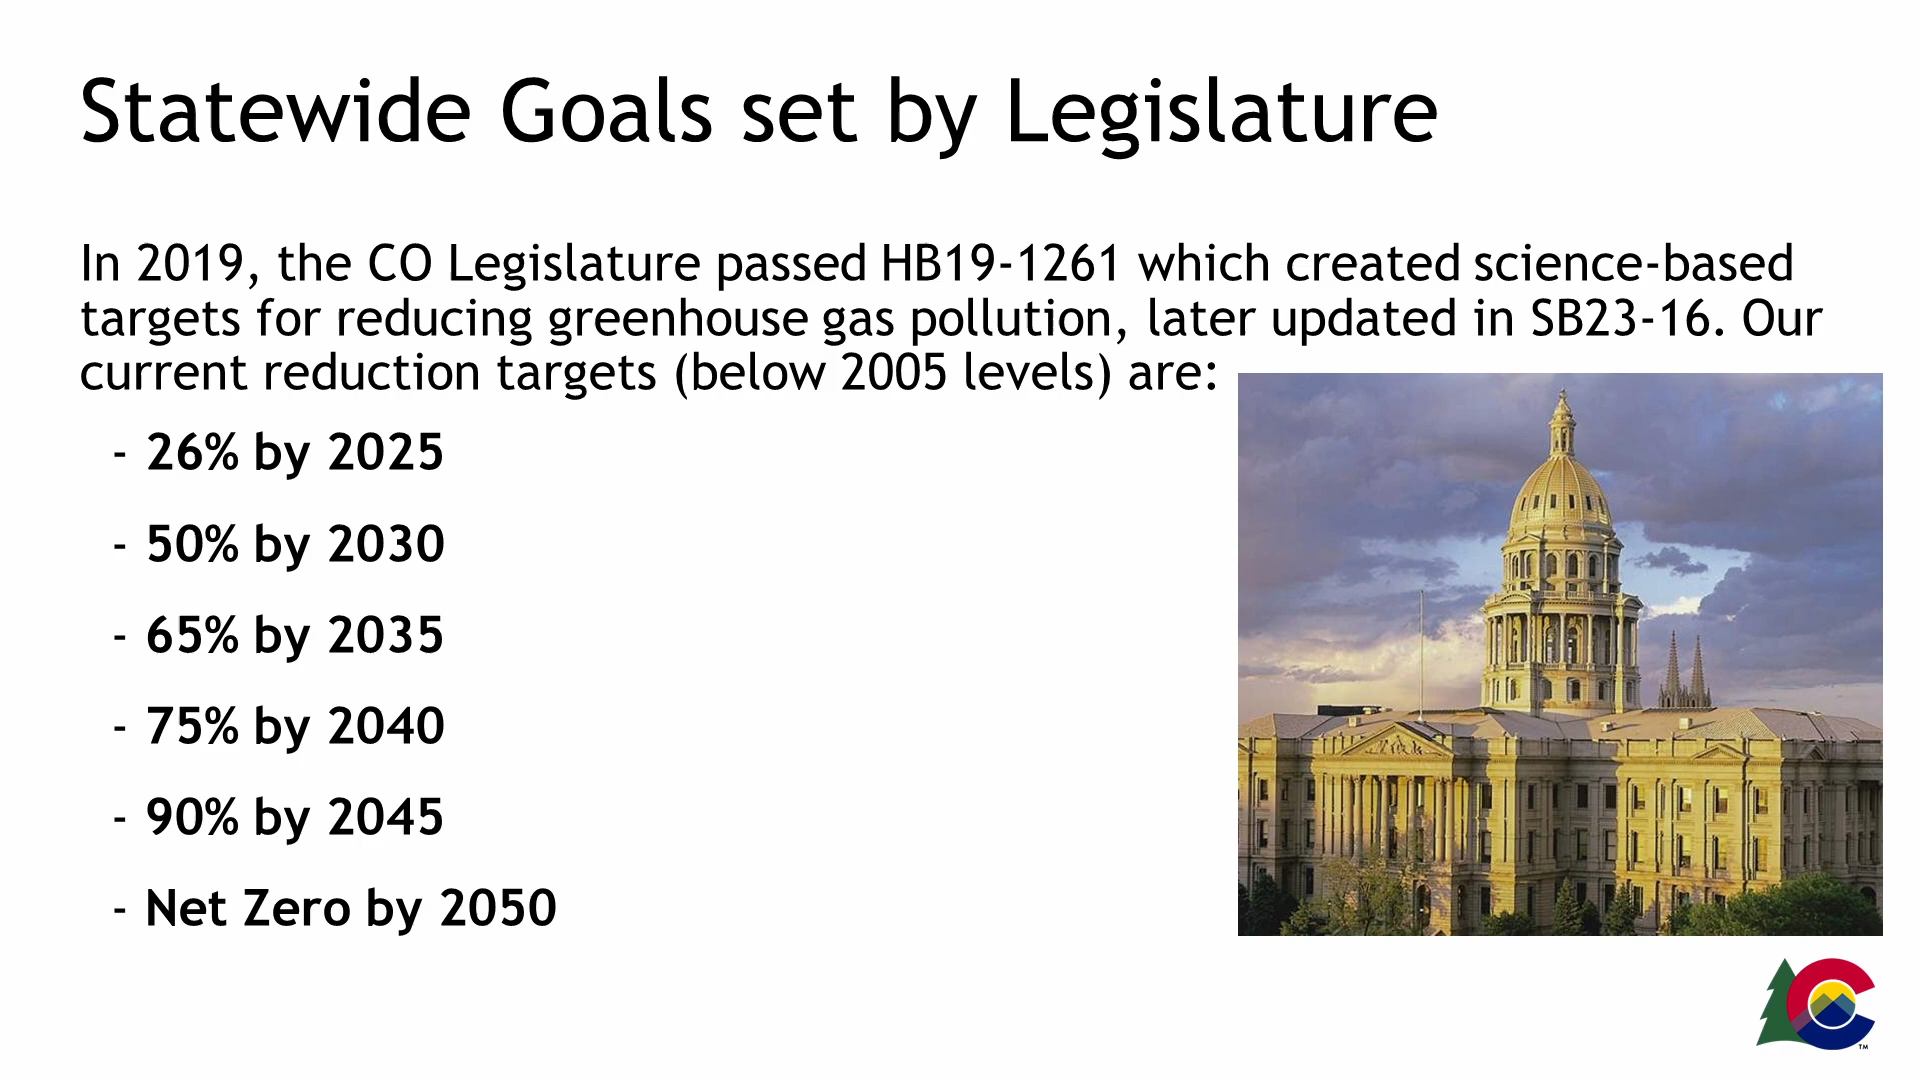 Statewide Goals set by Legislature
In 2019, the CO Legislature passed HB19-1261 which created science-based
targets for reducing greenhouse gas pollution, later updated in SB23-16. Our
current reduction targets (below 2005 levels) are:
- 26% by 2025
- 50% by 2030
- 65% by 2035
- 75% by 2040
- 90% by 2045
- Net Zero by 2050
TM